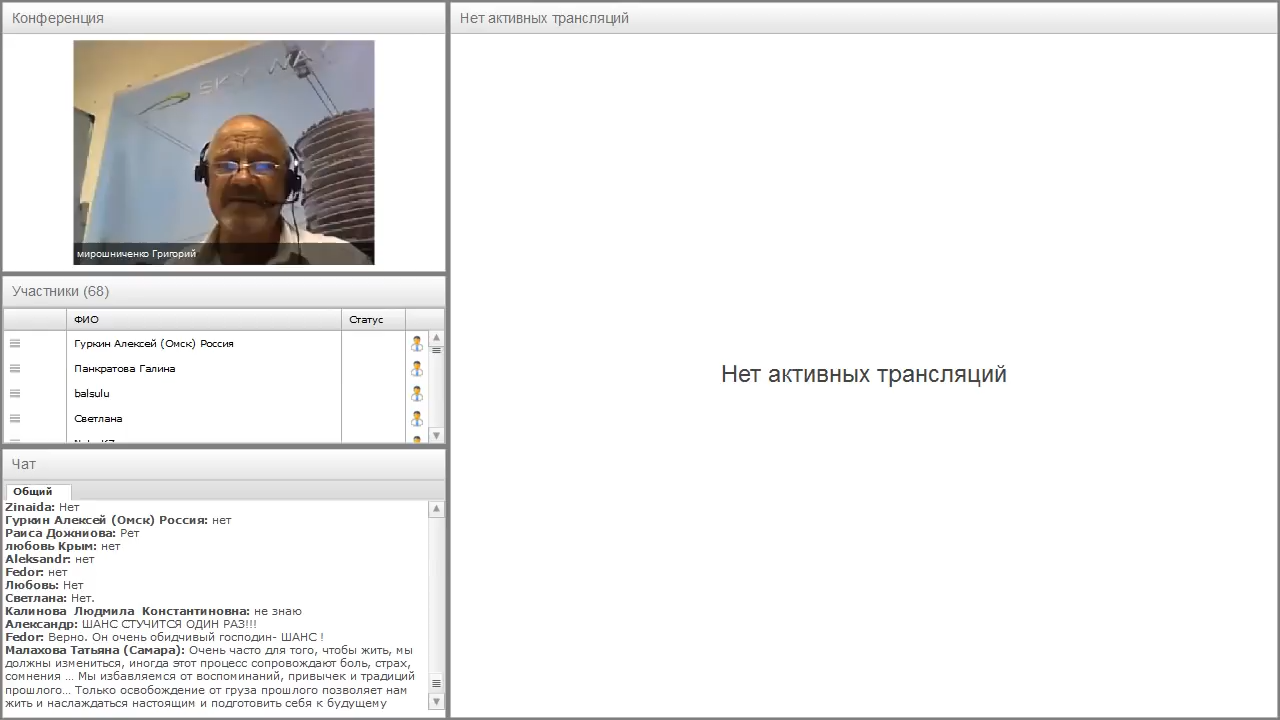 Конференция
SKY WAY
мирошниченко Григорий
Участники (68)
ФИО
Статус
Гуркин Алексей (Омск) Россия
Панкратова Галина
balsulu
Светлана
Чат
Общий
Zinaida: Нет
Гуркин Алексей (Омск) Россия: нет
Раиса Дожниова: Рет
любовь Крым: нет
Aleksandr: нет
Fedor: нет
Любовь: Нет
Светлана: Нет.
Калинова Людмила Константиновна: не знаю
Александр: ШАНС СТУЧИТСЯ ОДИН РАЗ!!!
Fedor: Верно. Он очень обидчивый господин- ШАНС !
Малахова Татьяна (Самара): Очень часто для того, чтобы жить, мы
должны измениться, иногда этот процесс сопровождают боль, страх,
сомнения ... Мы избавляемся от воспоминаний, привычек и традиций
прошлого... Только освобождение от груза прошлого позволяет нам
жить и наслаждаться настоящим и подготовить себя к будущему
Нет активных трансляций
Нет активных трансляций